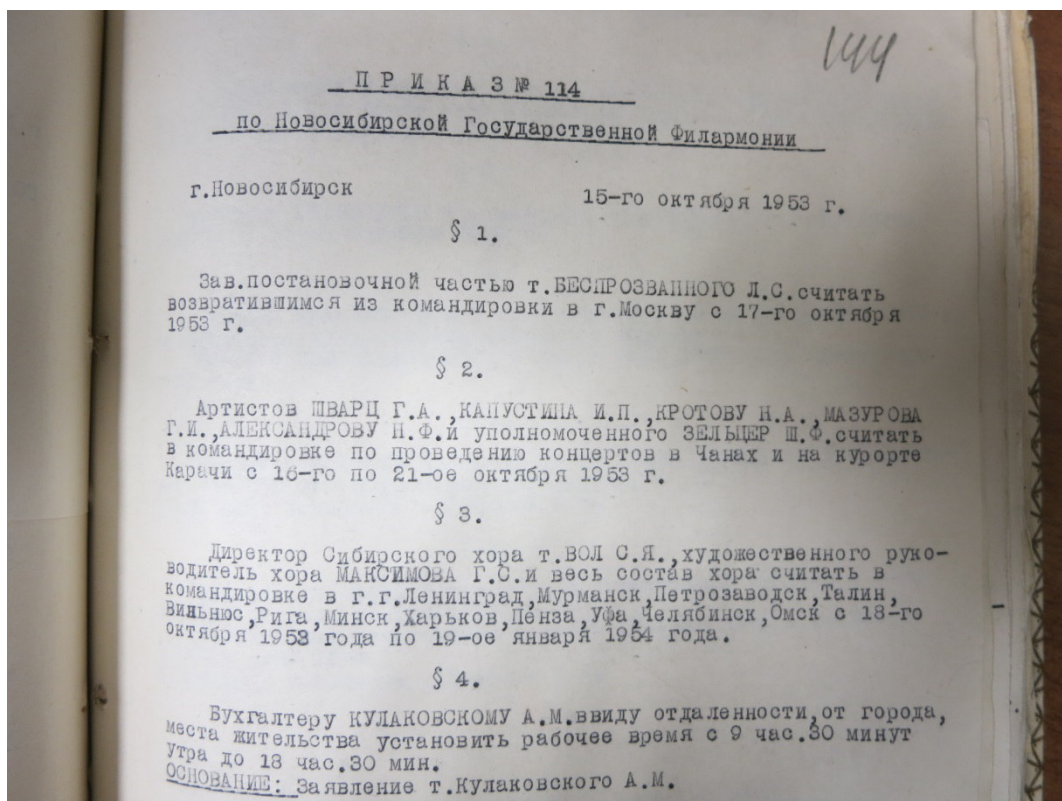 144
П Р И К А З № 114
по Новосибирской Государственной Филармонии
г.Новосибирск 15-го октября 1953 г.
§ 1.
Зав.постановочной частью т.БЕСПРОЗВАННОГО Л.С.считать
возвратившимся из командировки в г.Москву с 17-го октября
1953 г.
§ 2.
Артистов ШВАРЦ Г.А.,КАПУСТИНА И.П.,КРОТОВУ Н.А.,МАЗУРОВА
Г.И.,АЛЕКСАНДРОВУ Н.Ф.и уполномоченного ЗЕЛЬЦЕР Ш.Ф.считать
в командировке по проведению концертов в Чанах и на курорте
Карачи с 16-го по 21-ое октября 1953 г.
§ 3.
Директор Сибирского хора т.ВОЛ С.Я.,художественного руко-
водитель хора МАКСИМОВА Г.С.и весь состав хора считать в
командировке в г.г.Ленинград,Мурманск,Петрозаводск,Талин,
Вильнюс,Рига,Минск,Харьков,Пенза,Уфа,Челябинск,Омск с 18-го
октября 1953 года по 19-ое января 1954 года.
§ 4.
Бухгалтеру КУЛАКОВСКОМУ А.М.ввиду отдаленности,от города,
места жительства установить рабочее время с 9 час.30 минут
утра до 18 час.30 мин.
ОСНОВАНИЕ: Заявление т.Кулаковского А.М.